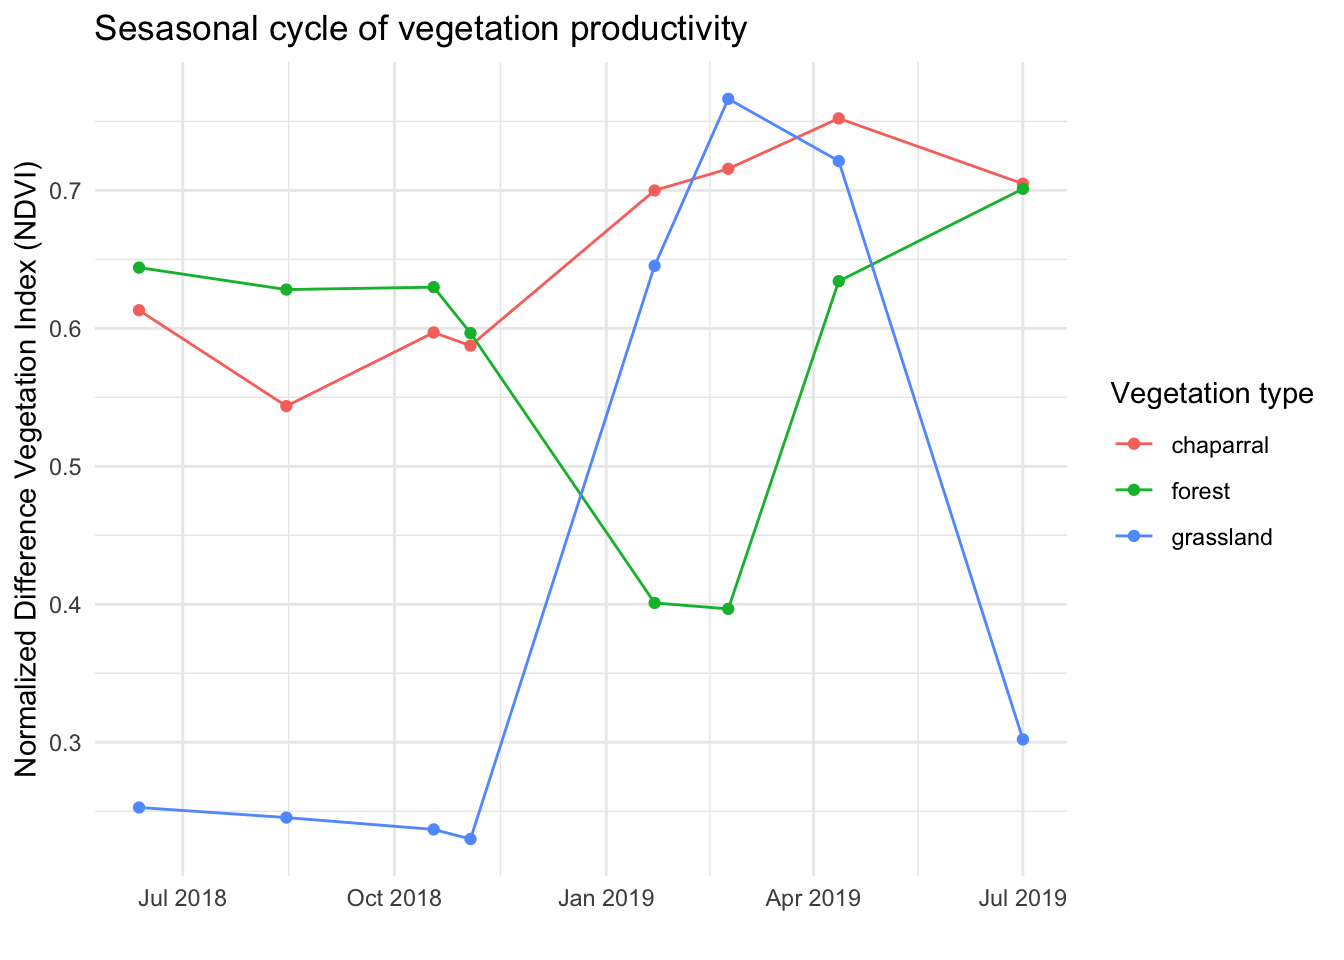 Sesasonal cycle of vegetation productivity
Normalized Difference Vegetation Index (NDVI)
0.7
0.6
0.5
0.4
0.3
Jul 2018
Oct 2018
Jan 2019
Apr 2019
Jul 2019
Vegetation type
chaparral
forest
grassland